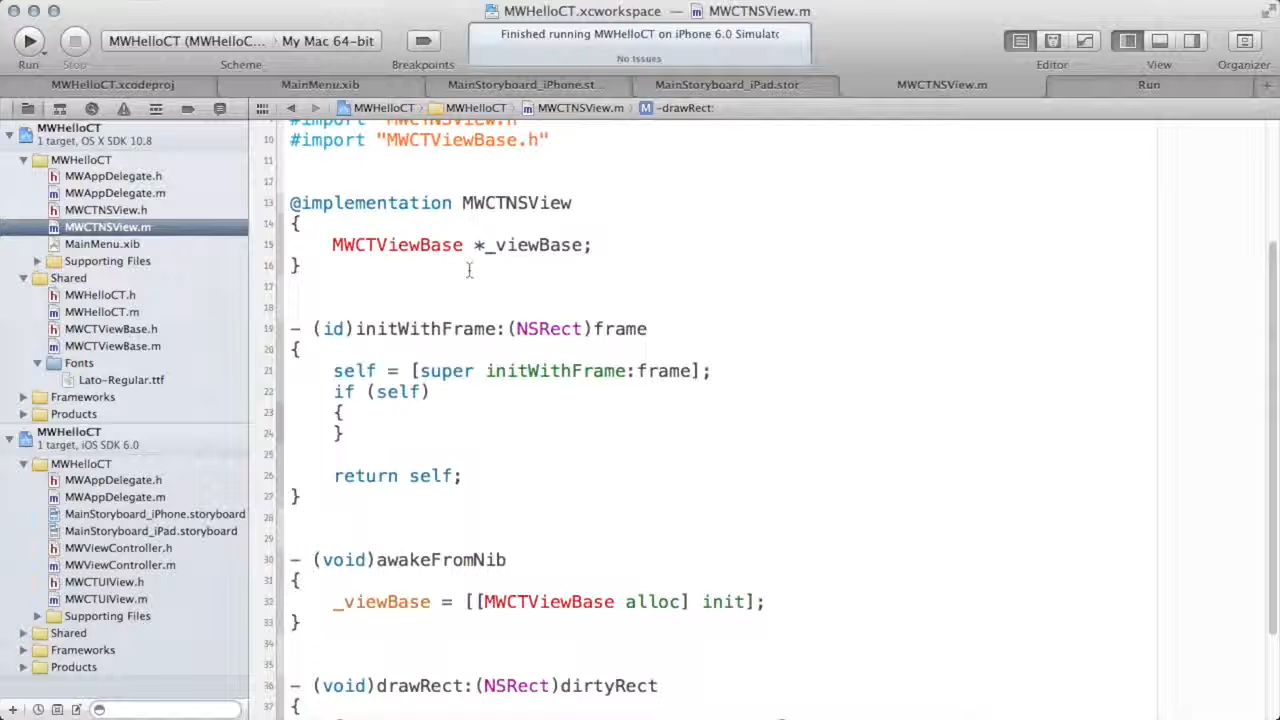 MWHelloCT.xcworkspace — MWCTNSView.m
MWHelloCT (MWHelloC... My Mac 64-bit
Finished running MWHelloCT on iPhone 6.0 Simulatc
No Issues
Run Stop Scheme Breakpoints Editor View Organizer
MWHelloCT.xcodeproj MainMenu.xib MainStoryboard_iPhone.st MainStoryboard_iPad.stor MWCTNSView.m Run
MWHelloCT MWHelloCT MWCTNSView.m M -drawRect:
MWHelloCT
1 target, OS X SDK 10.8
MWHelloCT
h MWAppDelegate.h
m MWAppDelegate.m
h MWCTNSView.h
m MWCTNSView.m
MainMenu.xib
Supporting Files
Shared
h MWHelloCT.h
m MWHelloCT.m
h MWCTViewBase.h
m MWCTViewBase.m
Fonts
Lato-Regular.ttf
Frameworks
Products
MWHelloCT
1 target, iOS SDK 6.0
MWHelloCT
h MWAppDelegate.h
m MWAppDelegate.m
MainStoryboard_iPhone.storyboard
MainStoryboard_iPad.storyboard
h MWViewController.h
m MWViewController.m
h MWCTUIView.h
m MWCTUIView.m
Supporting Files
Shared
Frameworks
Products
#import "MWCTNSView.h"
10 #import "MWCTViewBase.h"
11
12
13 @implementation MWCTNSView
14 {
15 MWCTViewBase *_viewBase;
16 }
17
18
19 - (id)initWithFrame:(NSRect)frame
20 {
21 self = [super initWithFrame:frame];
22 if (self)
23 {
24 }
25
26 return self;
27 }
28
29
30 - (void)awakeFromNib
31 {
32 _viewBase = [[MWCTViewBase alloc] init];
33 }
34
35
36 - (void)drawRect:(NSRect)dirtyRect
37 {